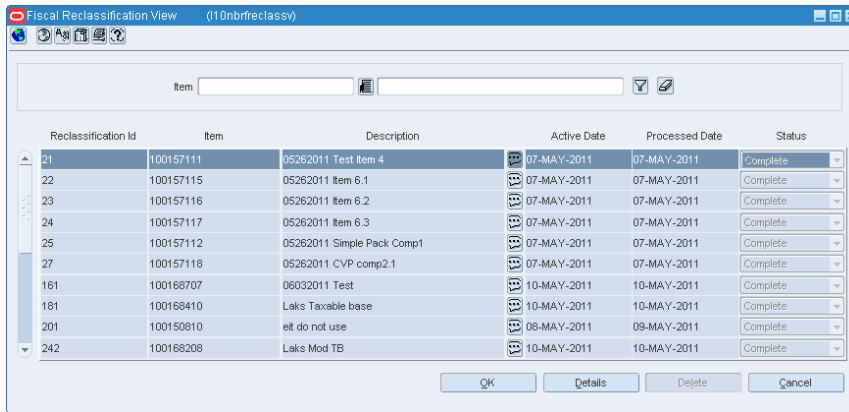 Fiscal Reclassification View (l10nbrfreclassv)
Item
Reclassification Id Item Description Active Date Processed Date Status
21 100157111 05262011 Test Item 4 07-MAY-2011 07-MAY-2011 Complete
22 100157115 05262011 Item 6.1 07-MAY-2011 07-MAY-2011 Complete
23 100157116 05262011 Item 6.2 07-MAY-2011 07-MAY-2011 Complete
24 100157117 05262011 Item 6.3 07-MAY-2011 07-MAY-2011 Complete
25 100157112 05262011 Simple Pack Comp1 07-MAY-2011 07-MAY-2011 Complete
27 100157118 05262011 CVP comp2.1 07-MAY-2011 07-MAY-2011 Complete
161 100168707 06032011 Test 10-MAY-2011 10-MAY-2011 Complete
181 100168410 Laks Taxable base 10-MAY-2011 10-MAY-2011 Complete
201 100150810 eit do not use 08-MAY-2011 09-MAY-2011 Complete
242 100168208 Laks Mod TB 10-MAY-2011 10-MAY-2011 Complete
OK Details Delete Cancel